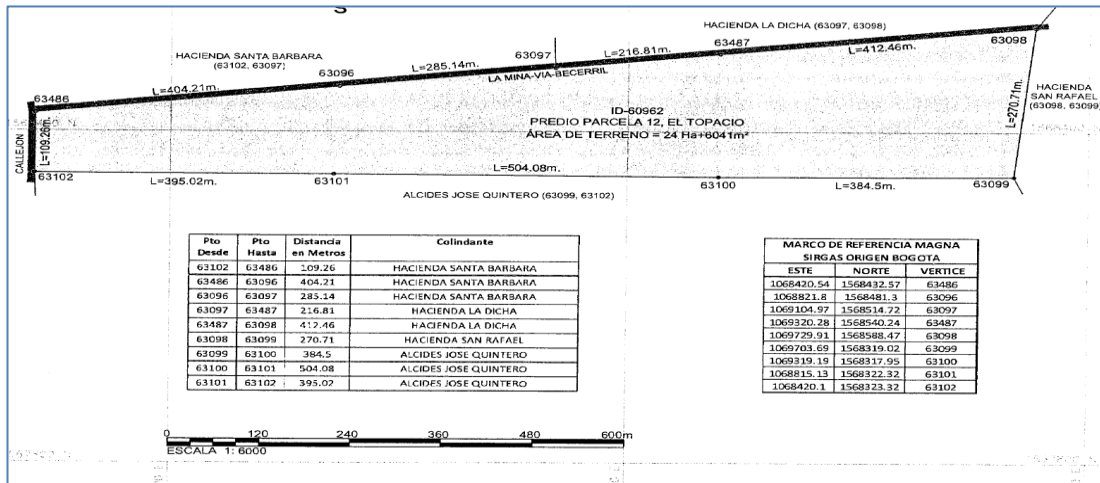 S
HACIENDA LA DICHA (63097, 63098)
HACIENDA SANTA BARBARA
(63102, 63097)
63097
L=216.81m.
63487
L=412.46m.
63098
63096
L=285.14m.
LA MINA-VIA-BECERRIL
63486
L=404.21m.
HACIENDA
SAN RAFAEL
(63098, 63099)
L=270.71m.
ID-60962
PREDIO PARCELA 12, EL TOPACIO
ÁREA DE TERRENO = 24 Ha+6041m²
CALLEJON
L=109.26m.
L=504.08m.
63102
L=395.02m.
63101
63100
L=384.5m.
63099
ALCIDES JOSE QUINTERO (63099, 63102)
Pto Desde Pto Hasta Distancia en Metros Colindante
63102 63486 109.26 HACIENDA SANTA BARBARA
63486 63096 404.21 HACIENDA SANTA BARBARA
63096 63097 285.14 HACIENDA SANTA BARBARA
63097 63487 216.81 HACIENDA LA DICHA
63487 63098 412.46 HACIENDA LA DICHA
63098 63099 270.71 HACIENDA SAN RAFAEL
63099 63100 384.5 ALCIDES JOSE QUINTERO
63100 63101 504.08 ALCIDES JOSE QUINTERO
63101 63102 395.02 ALCIDES JOSE QUINTERO
MARCO DE REFERENCIA MAGNA
SIRGAS ORIGEN BOGOTA
ESTE NORTE VERTICE
1068420.54 1568432.57 63486
1068821.8 1568481.3 63096
1069104.97 1568514.72 63097
1069320.28 1568540.24 63487
1069729.91 1568588.47 63098
1069703.69 1568319.02 63099
1069319.19 1568317.95 63100
1068815.13 1568322.32 63101
1068420.1 1568323.32 63102
0 120 240 360 480 600m
ESCALA 1: 6000